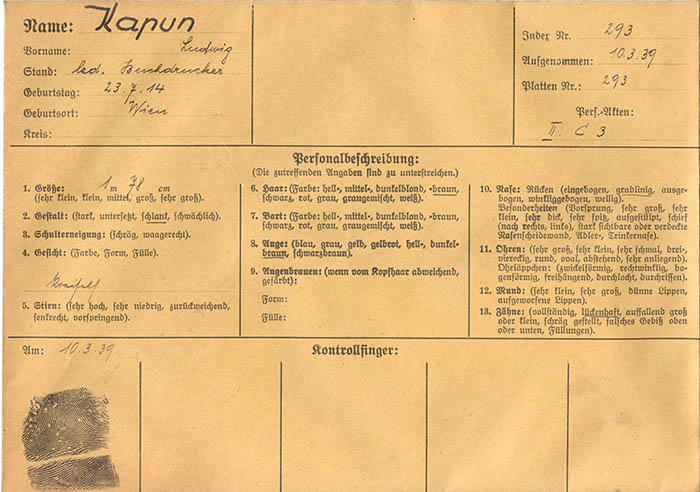 Name: Kapun
Vorname: Ludwig
Stand: led. Buchdrucker
Geburtstag: 23.7.14
Geburtsort: Wien
Kreis:
Index Nr. 293
Aufgenommen: 10.3.39
Platten Nr.: 293
Pers.-Akten:
II. C 3
Personalbeschreibung:
(Die zutreffenden Angaben sind zu unterstreichen.)
1. Größe: 1 m 78 cm
(sehr klein, klein, mittel, groß, sehr groß).
2. Gestalt: (stark, untersetzt, schlank, schwächlich).
3. Schulterneigung: (schräg, waagerecht).
4. Gesicht: (Farbe, Form, Fülle).
5. Stirn: (sehr hoch, sehr niedrig, zurückweichend,
senkrecht, vorspringend).
6. Haar: (Farbe: hell-, mittel-, dunkelblond, -braun,
schwarz, rot, grau, graugemischt, weiß).
7. Bart: (Farbe: hell-, mittel-, dunkelblond, -braun,
schwarz, rot, grau, graugemischt, weiß).
8. Auge: (blau, grau, gelb, gelbrot, hell-, dunkel-
braun, schwarzbraun).
9. Augenbrauen: (wenn vom Kopfhaar abweichend,
gefärbt):
Form:
Fülle:
10. Nase: Rücken (eingebogen, gradlinig, ausge-
bogen, winkliggebogen, wellig).
Besonderheiten (Vorsprung, sehr groß, sehr
klein, sehr dick, sehr spitz, aufgestülpt, schief
(nach rechts, links), stark sichtbare oder verdeckte
Nasenscheidewand, Adler-, Trinkernase).
11. Ohren: (sehr groß, sehr klein, sehr schmal, drei-,
viereckig, rund, oval, abstehend, sehr anliegend).
Ohrläppchen: (zwickelförmig, rechtwinklig, bo-
genförmig, freihängend, durchlocht, durchrissen).
12. Mund: (sehr klein, sehr groß, dünne Lippen,
aufgeworfene Lippen).
13. Zähne: (vollständig, lückenhaft, auffallend groß
oder klein, schräg gestellt, falsches Gebiß oben
oder unten, Füllungen).
Am: 10.3.39
Kontrollfinger: